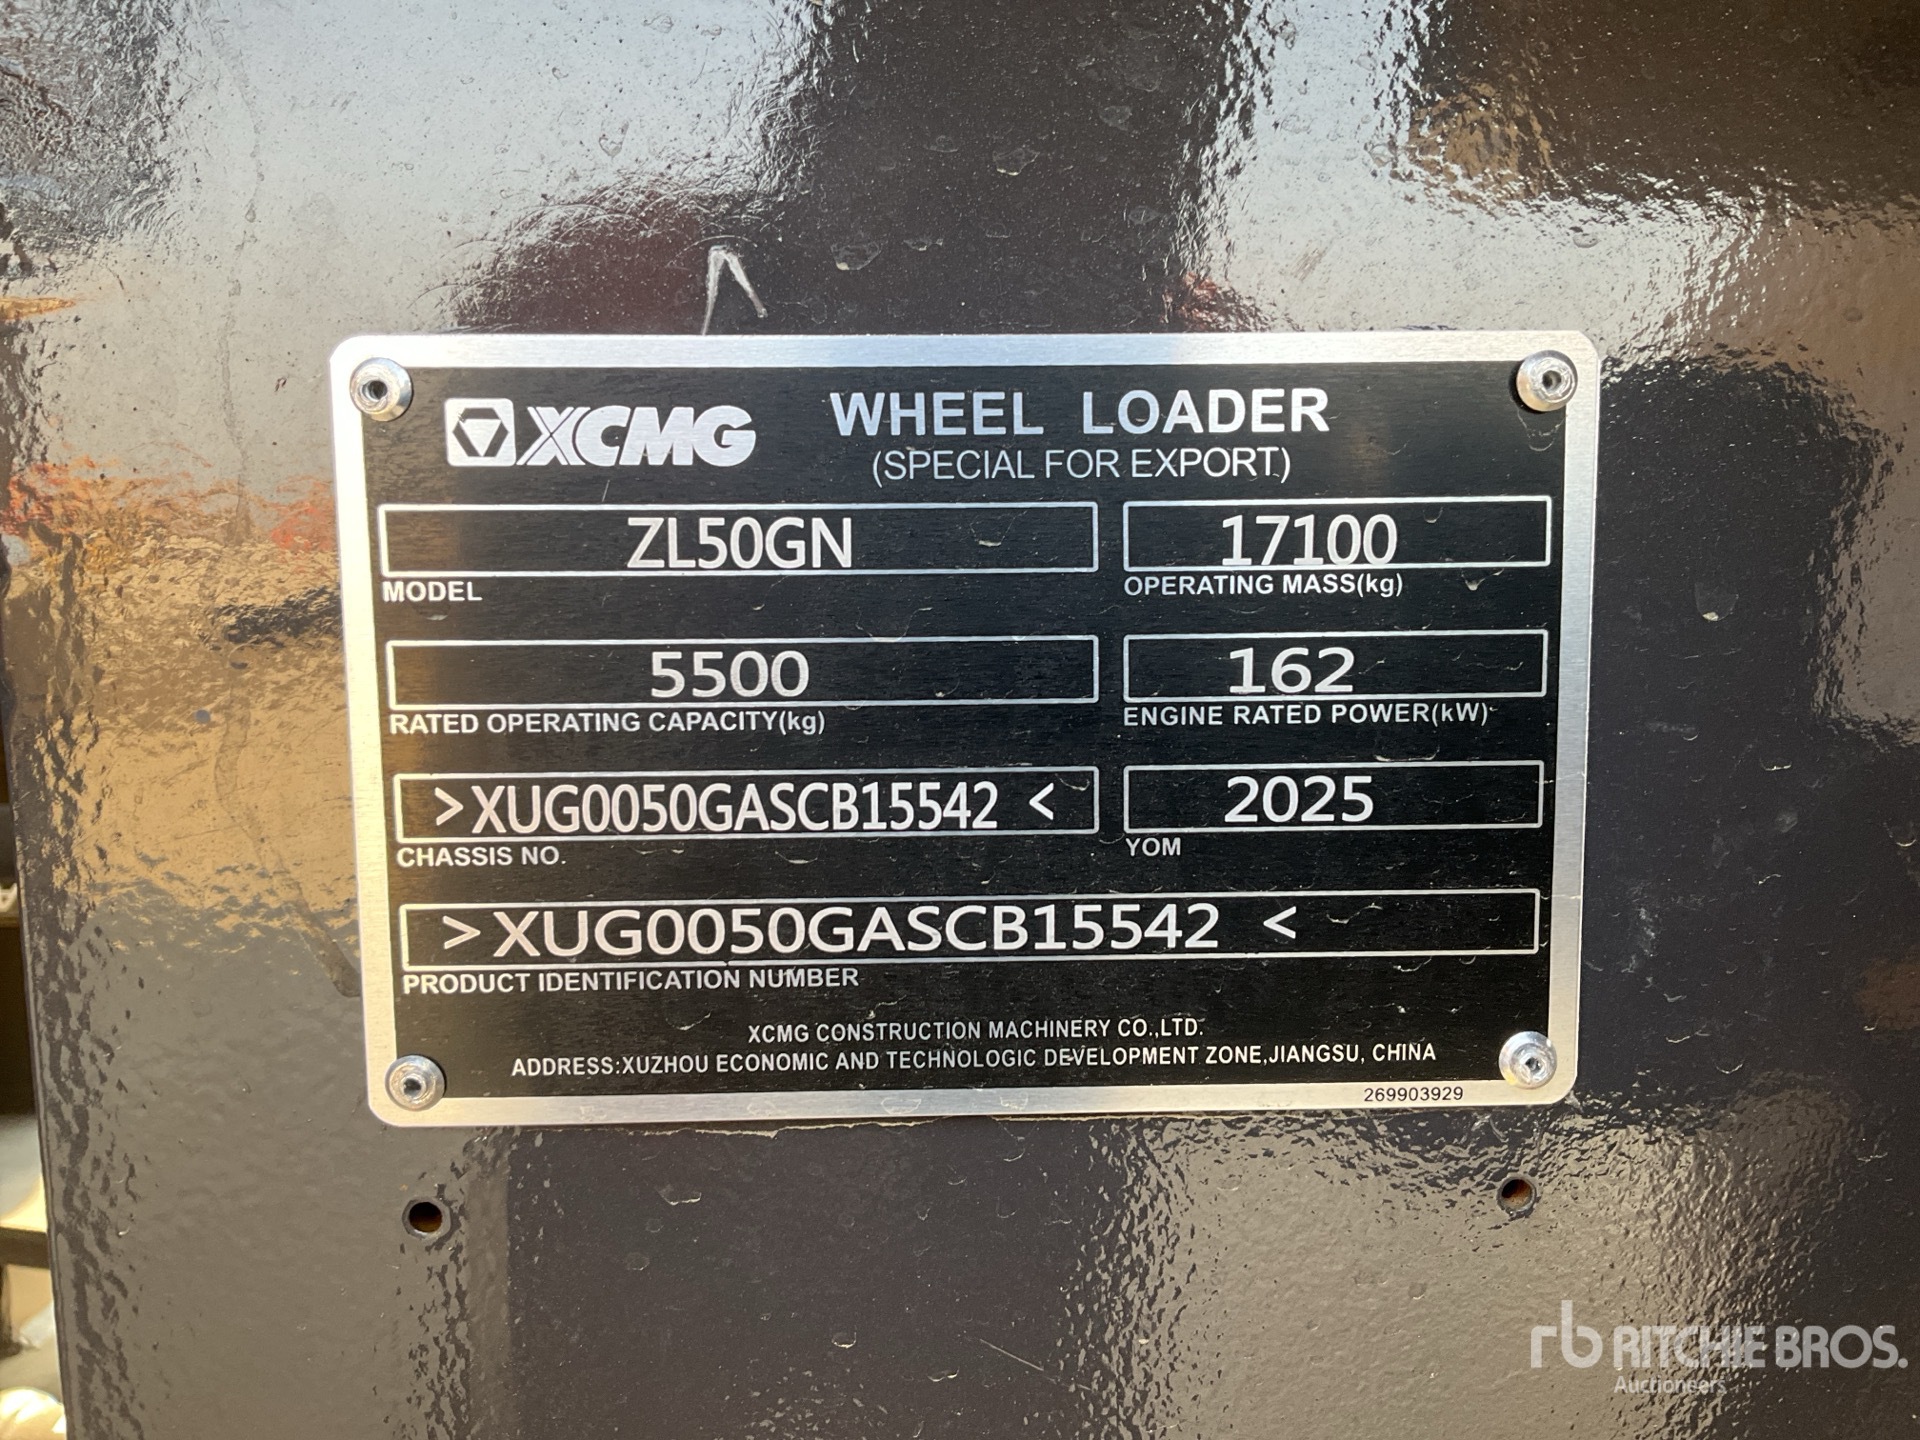 XCMG WHEEL LOADER
(SPECIAL FOR EXPORT)
ZL50GN 17100
MODEL OPERATING MASS(kg)
5500 162
RATED OPERATING CAPACITY(kg) ENGINE RATED POWER(kW)
>XUG0050GASCB15542 < 2025
CHASSIS NO. YOM
>XUG0050GASCB15542 <
PRODUCT IDENTIFICATION NUMBER
XCMG CONSTRUCTION MACHINERY CO.,LTD.
ADDRESS:XUZHOU ECONOMIC AND TECHNOLOGIC DEVELOPMENT ZONE,JIANGSU, CHINA
269903929
rb RITCHIE BROS.
Auctioneers